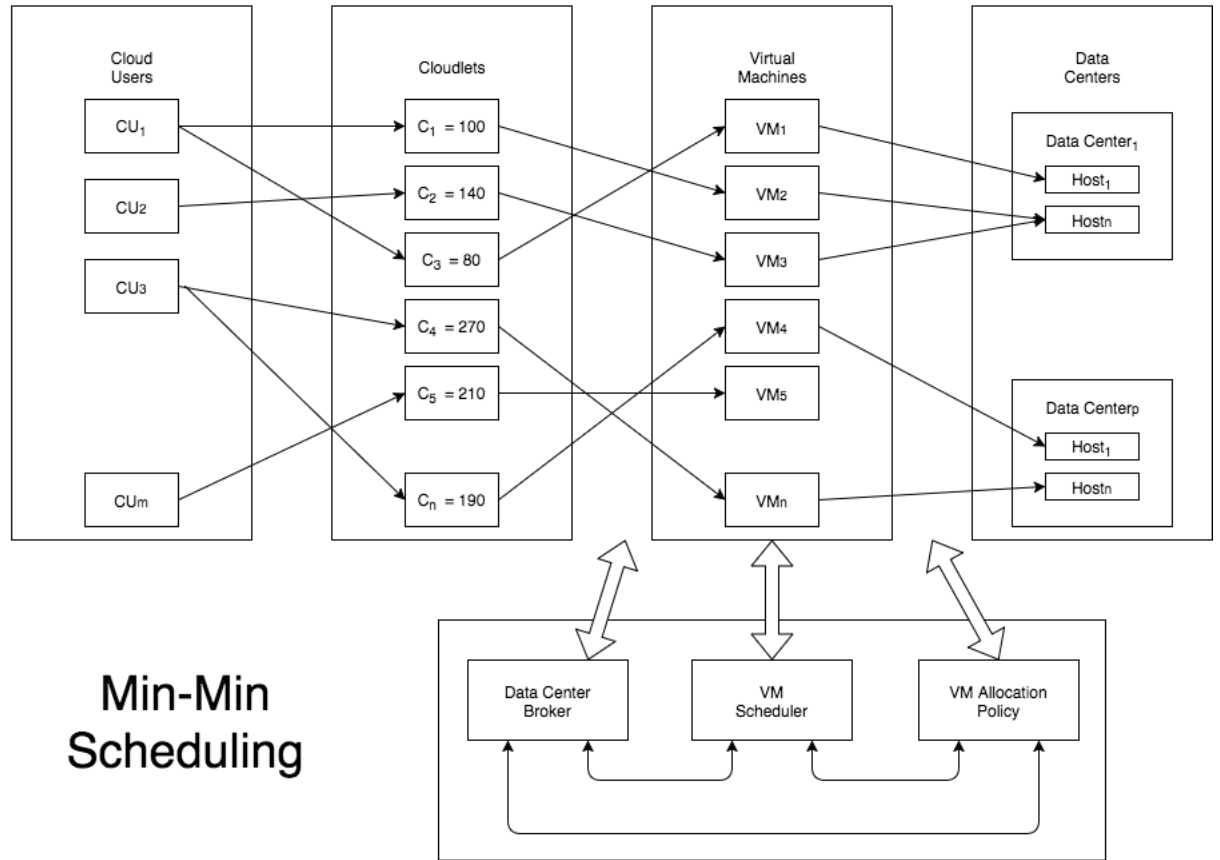 Cloud
Users
CU1
CU2
CU3
CUm
Cloudlets
C1 = 100
C2 = 140
C3 = 80
C4 = 270
C5 = 210
Cn = 190
Virtual
Machines
VM1
VM2
VM3
VM4
VM5
VMn
Data
Centers
Data Center1
Host1
Hostn
Data Centerp
Host1
Hostn
Data Center
Broker
VM
Scheduler
VM Allocation
Policy
Min-Min
Scheduling